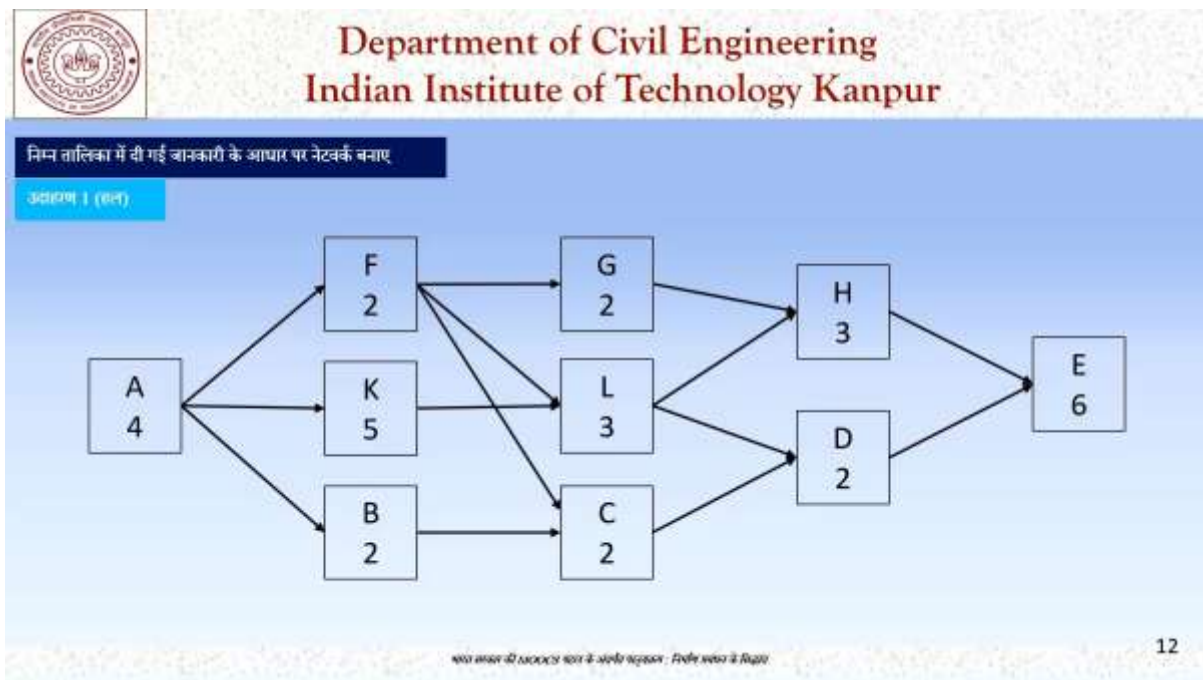 Department of Civil Engineering
Indian Institute of Technology Kanpur
निम्न तालिका में दी गई जानकारी के आधार पर नेटवर्क बनाए
उदाहरण 1 (हल)
F
2
G
2
H
3
A
4
K
5
L
3
E
6
D
2
B
2
C
2
12